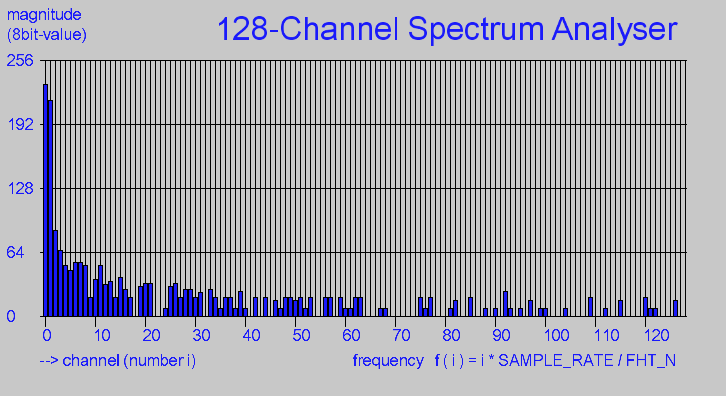 magnitude
(8bit-value)
128-Channel Spectrum Analyser
256
192
128
64
0
0 10 20 30 40 50 60 70 80 90 100 110 120
--> channel (number i)
frequency f ( i ) = i * SAMPLE_RATE / FHT_N